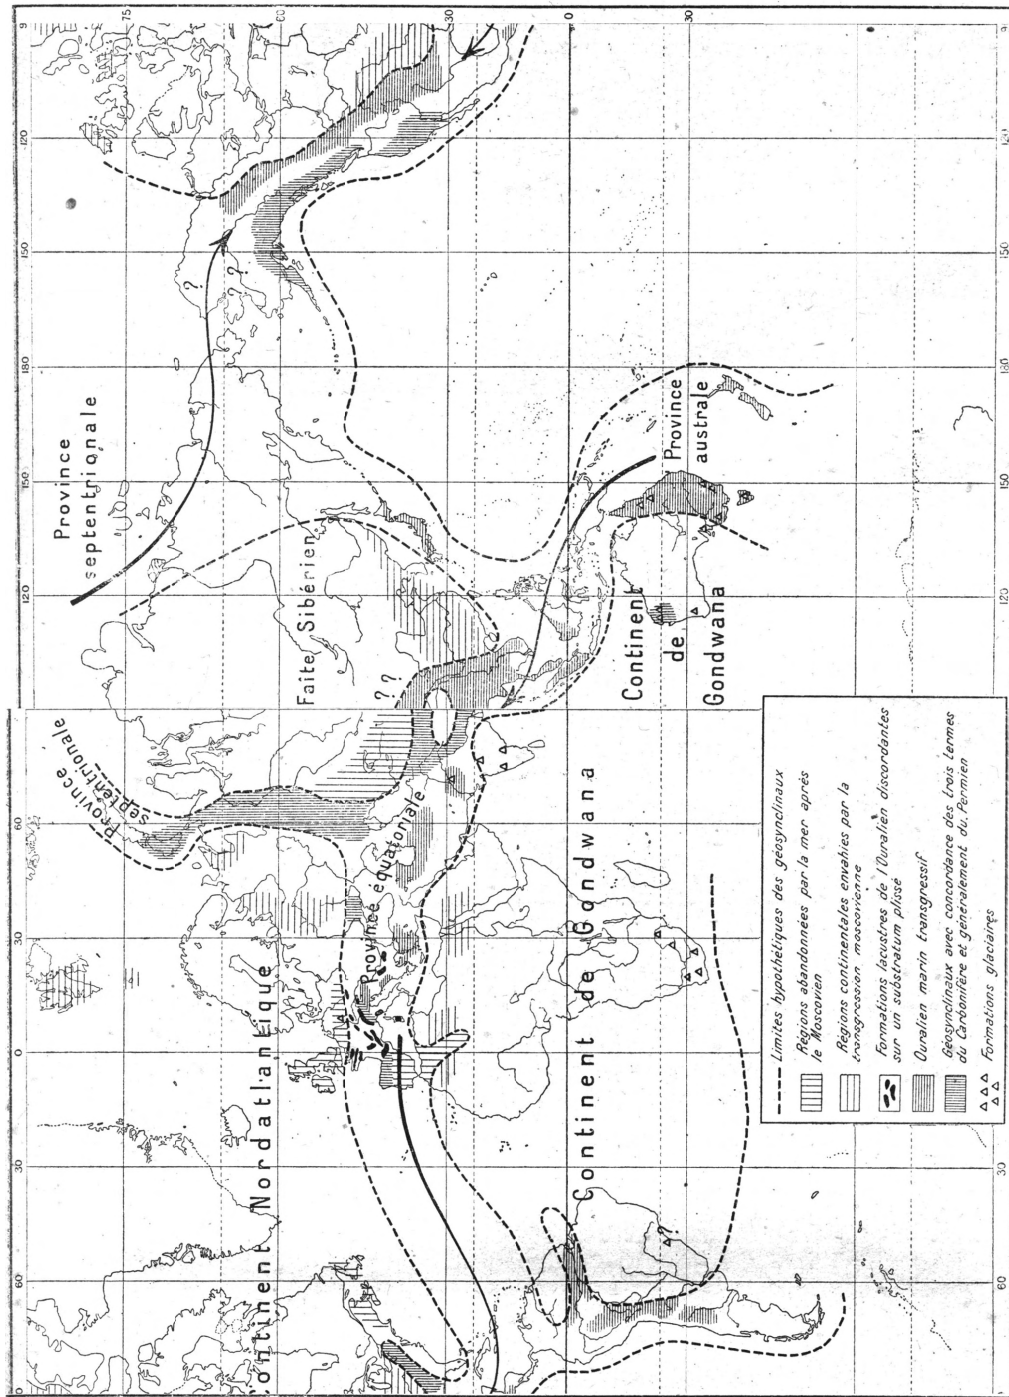 75
60
30
0
30
120
150
180
150
120
60
30
0
30
60
Province
septentrionale
?
? ?
Faîte Sibérien
? ?
Province
australe
Continent
de
Gondwana
Province
septentrionale
Province équatoriale
ontinent Nordatlantique
Continent de Gondwana
?
Limites hypothétiques des géosynclinaux
Régions abandonnées par la mer après
le Moscovien
Régions continentales envahies par la
transgression moscovienne
Formations lacustres de l'Ouralien discordantes
sur un substratum plissé
Ouralien marin transgressif
Géosynclinaux avec concordance des trois termes
du Carbonifère et généralement du Permien
Formations glaciaires